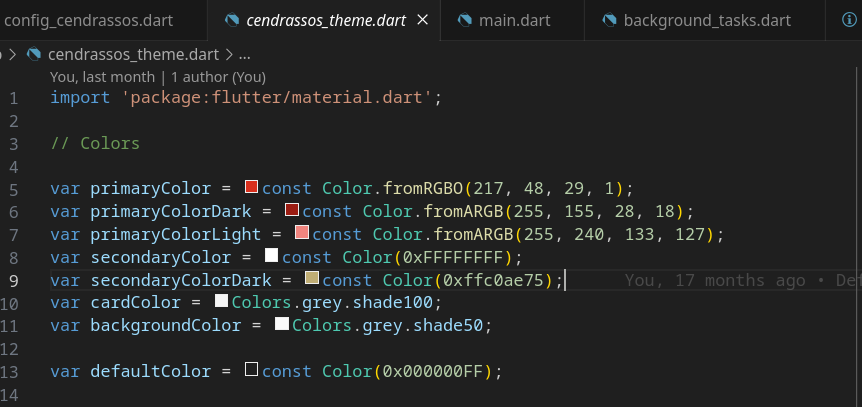 config_cendrassos.dart cendrassos_theme.dart × main.dart background_tasks.dart
> cendrassos_theme.dart > ...
You, last month | 1 author (You)
1 import 'package:flutter/material.dart';
2
3 // Colors
4
5 var primaryColor = const Color.fromRGBO(217, 48, 29, 1);
6 var primaryColorDark = const Color.fromARGB(255, 155, 28, 18);
7 var primaryColorLight = const Color.fromARGB(255, 240, 133, 127);
8 var secondaryColor = const Color(0xFFFFFFFF);
9 var secondaryColorDark = const Color(0xffc0ae75); You, 17 months ago • De
10 var cardColor = Colors.grey.shade100;
11 var backgroundColor = Colors.grey.shade50;
12
13 var defaultColor = const Color(0x000000FF);
14